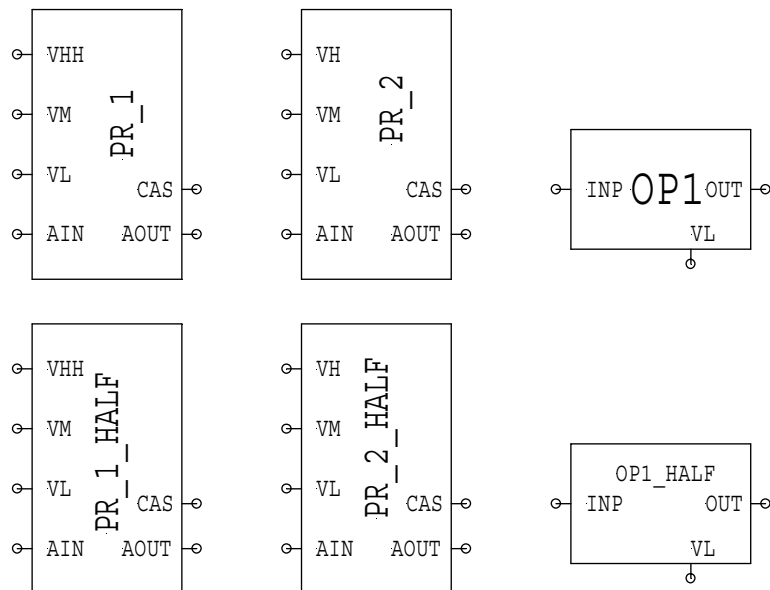 VHH
VM
VL
AIN
PR_1
CAS
AOUT
VH
VM
VL
AIN
PR_2
CAS
AOUT
INP OP1 OUT
VL
VHH
VM
VL
AIN
PR_1_HALF
CAS
AOUT
VH
VM
VL
AIN
PR_2_HALF
CAS
AOUT
OP1_HALF
INP OUT
VL